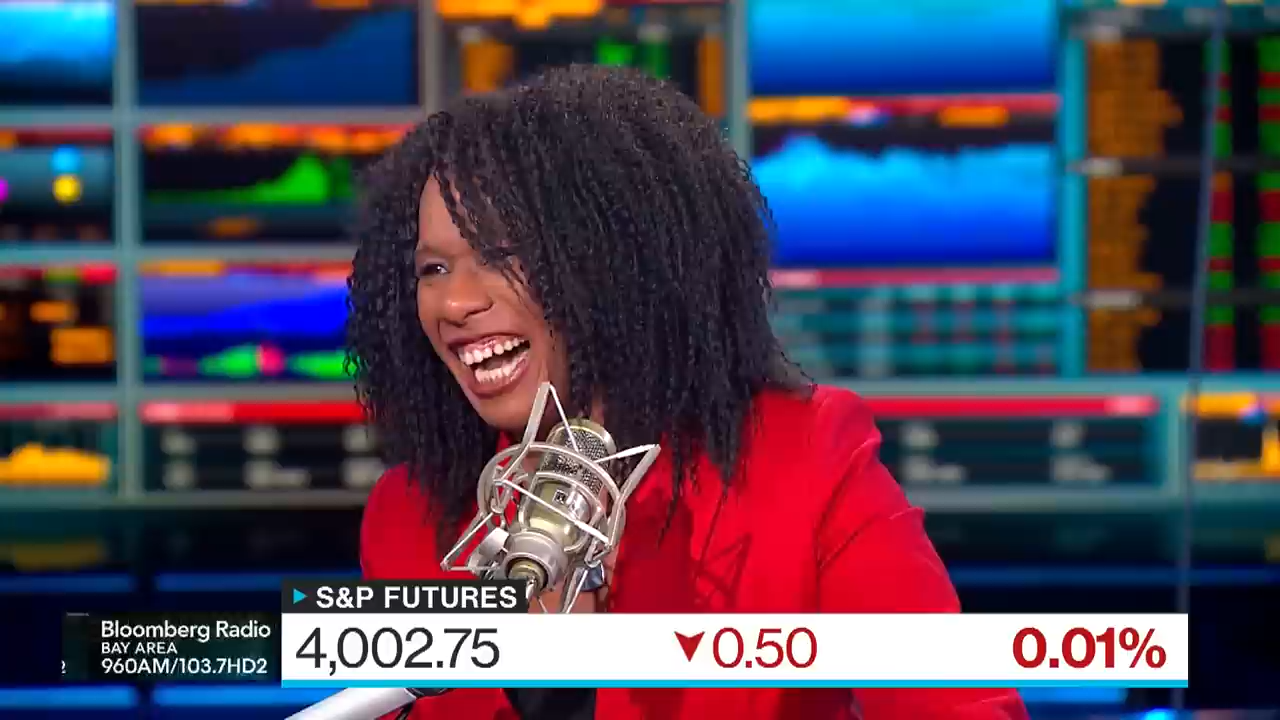 S&P FUTURES
Bloomberg Radio
BAY AREA
960AM/103.7HD2
4,002.75
0.50
0.01%